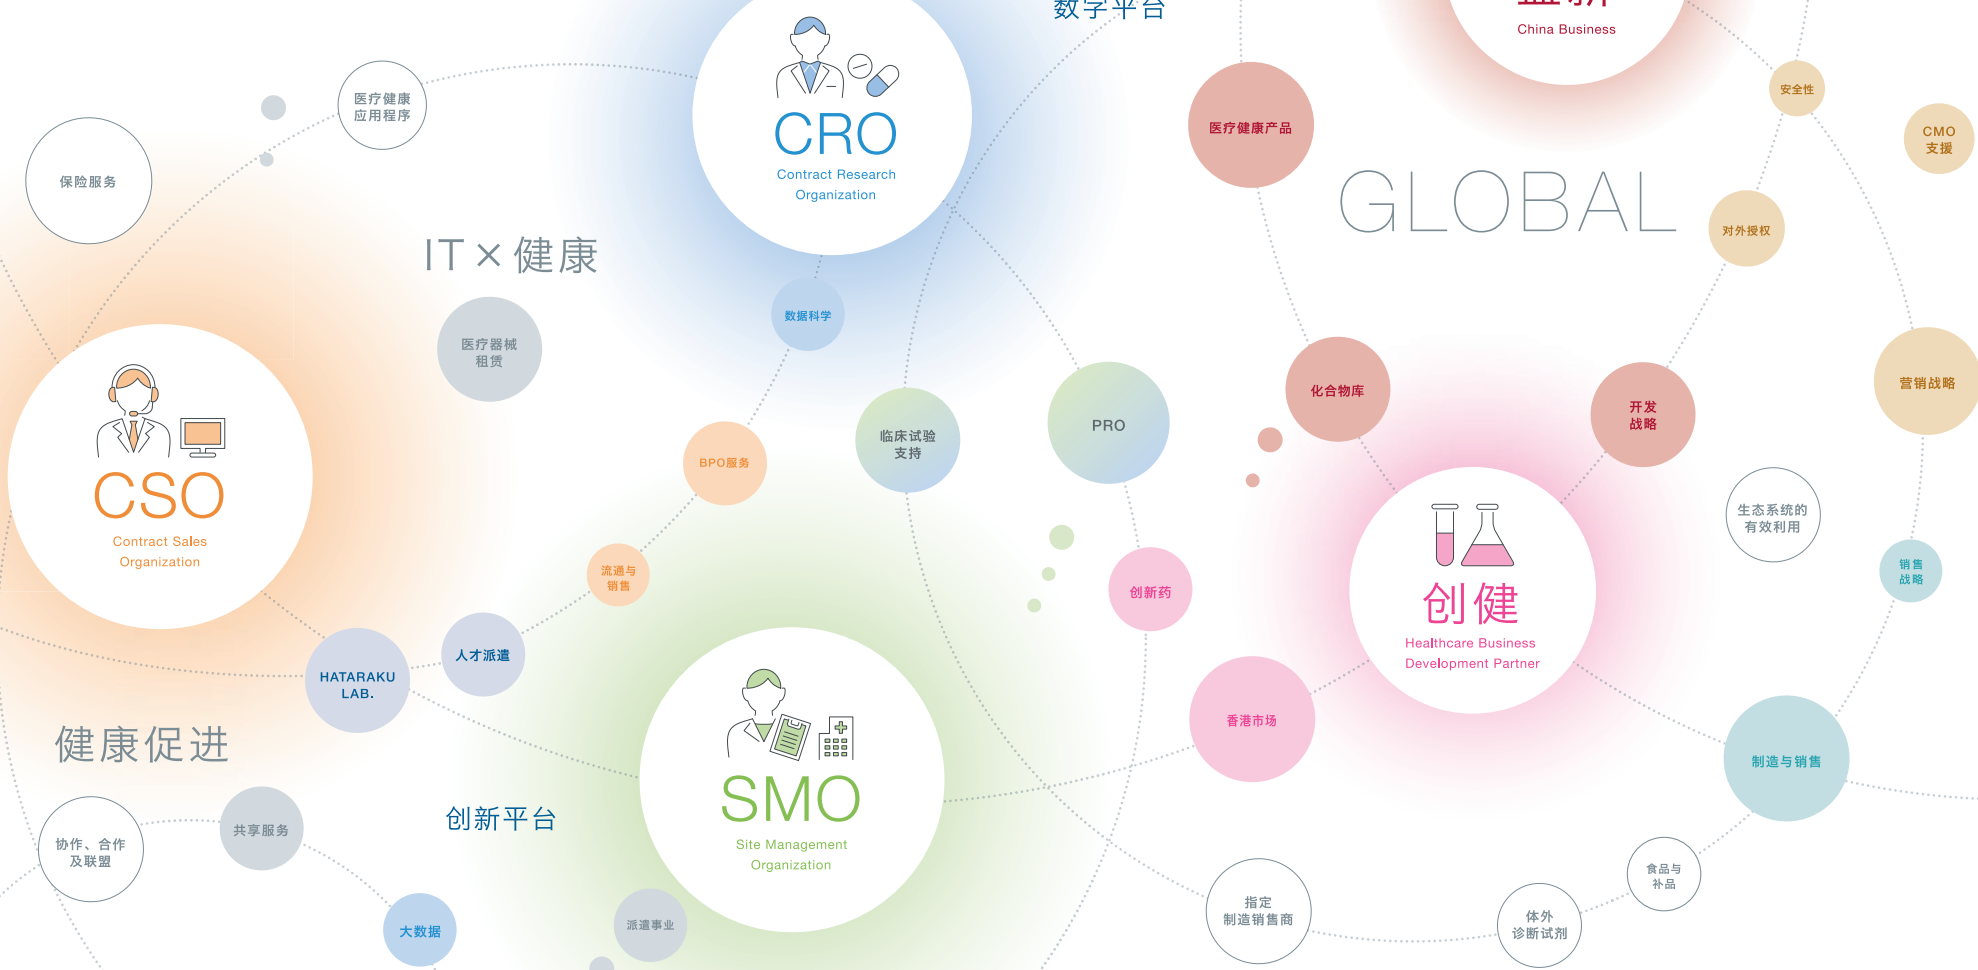 数字平台
China Business
医疗健康
应用程序
保险服务
CRO
Contract Research
Organization
医疗健康产品
安全性
CMO
支援
GLOBAL
对外授权
IT×健康
数据科学
医疗器械
租赁
化合物库
开发
战略
营销战略
临床试验
支持
PRO
BPO服务
CSO
Contract Sales
Organization
生态系统的
有效利用
销售
战略
流通与
销售
创新药
创健
Healthcare Business
Development Partner
人才派遣
HATARAKU
LAB.
香港市场
健康促进
制造与销售
创新平台
SMO
Site Management
Organization
共享服务
协作、合作
及联盟
食品与
补品
大数据
派遣事业
指定
制造销售商
体外
诊断试剂